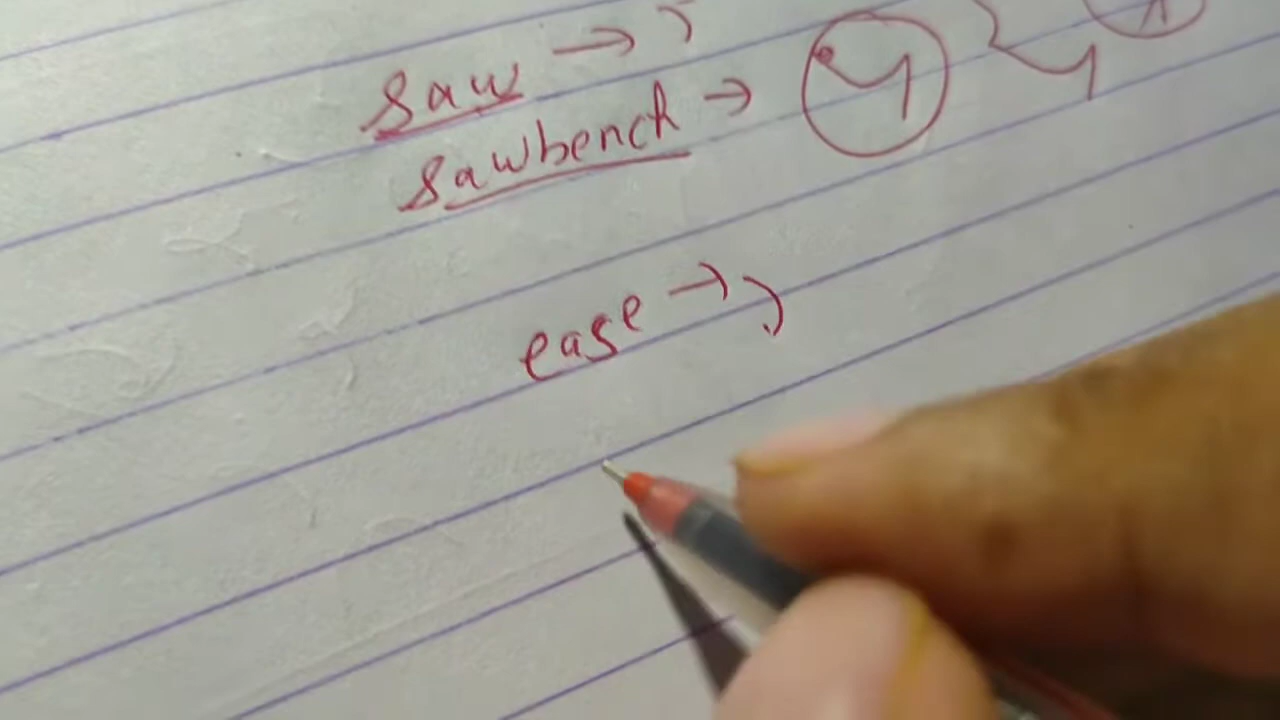 saw →
sawbench →
ease →